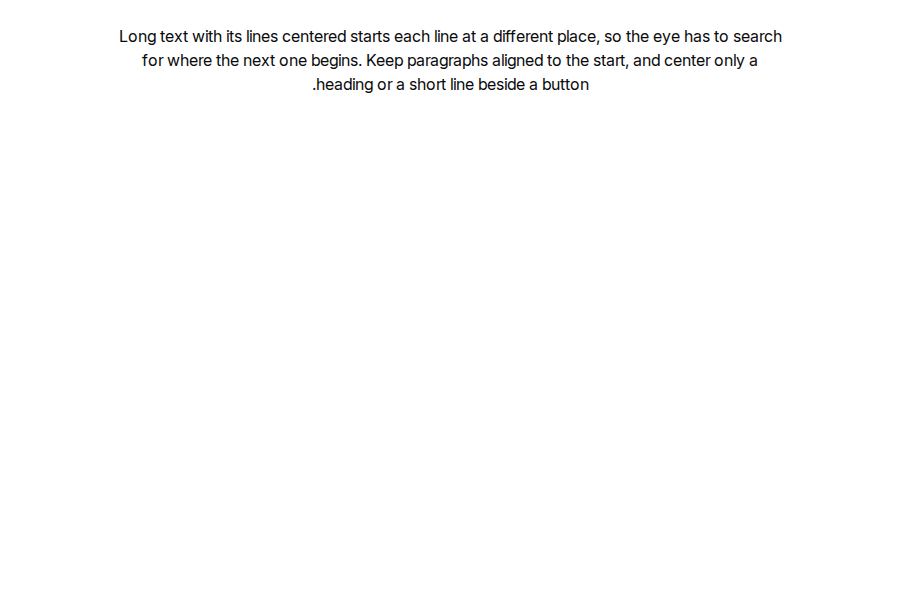 Long text with its lines centered starts each line at a different place, so the eye has to search
for where the next one begins. Keep paragraphs aligned to the start, and center only a
.heading or a short line beside a button